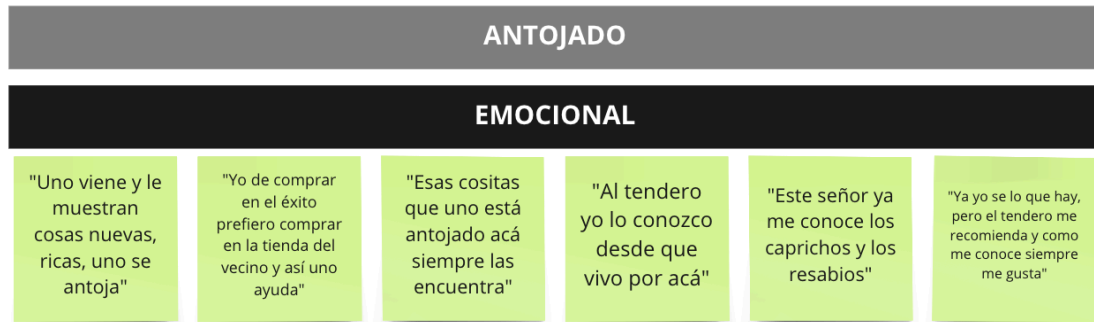 ANTOJADO
EMOCIONAL
"Uno viene y le
muestran
cosas nuevas,
ricas, uno se
antoja"
"Yo de comprar
en el éxito
prefiero comprar
en la tienda del
vecino y así uno
ayuda"
"Esas cositas
que uno está
antojado acá
siempre las
encuentra"
"Al tendero
yo lo conozco
desde que
vivo por acá"
"Este señor ya
me conoce los
caprichos y los
resabios"
"Ya yo se lo que hay,
pero el tendero me
recomienda y como
me conoce siempre
me gusta"